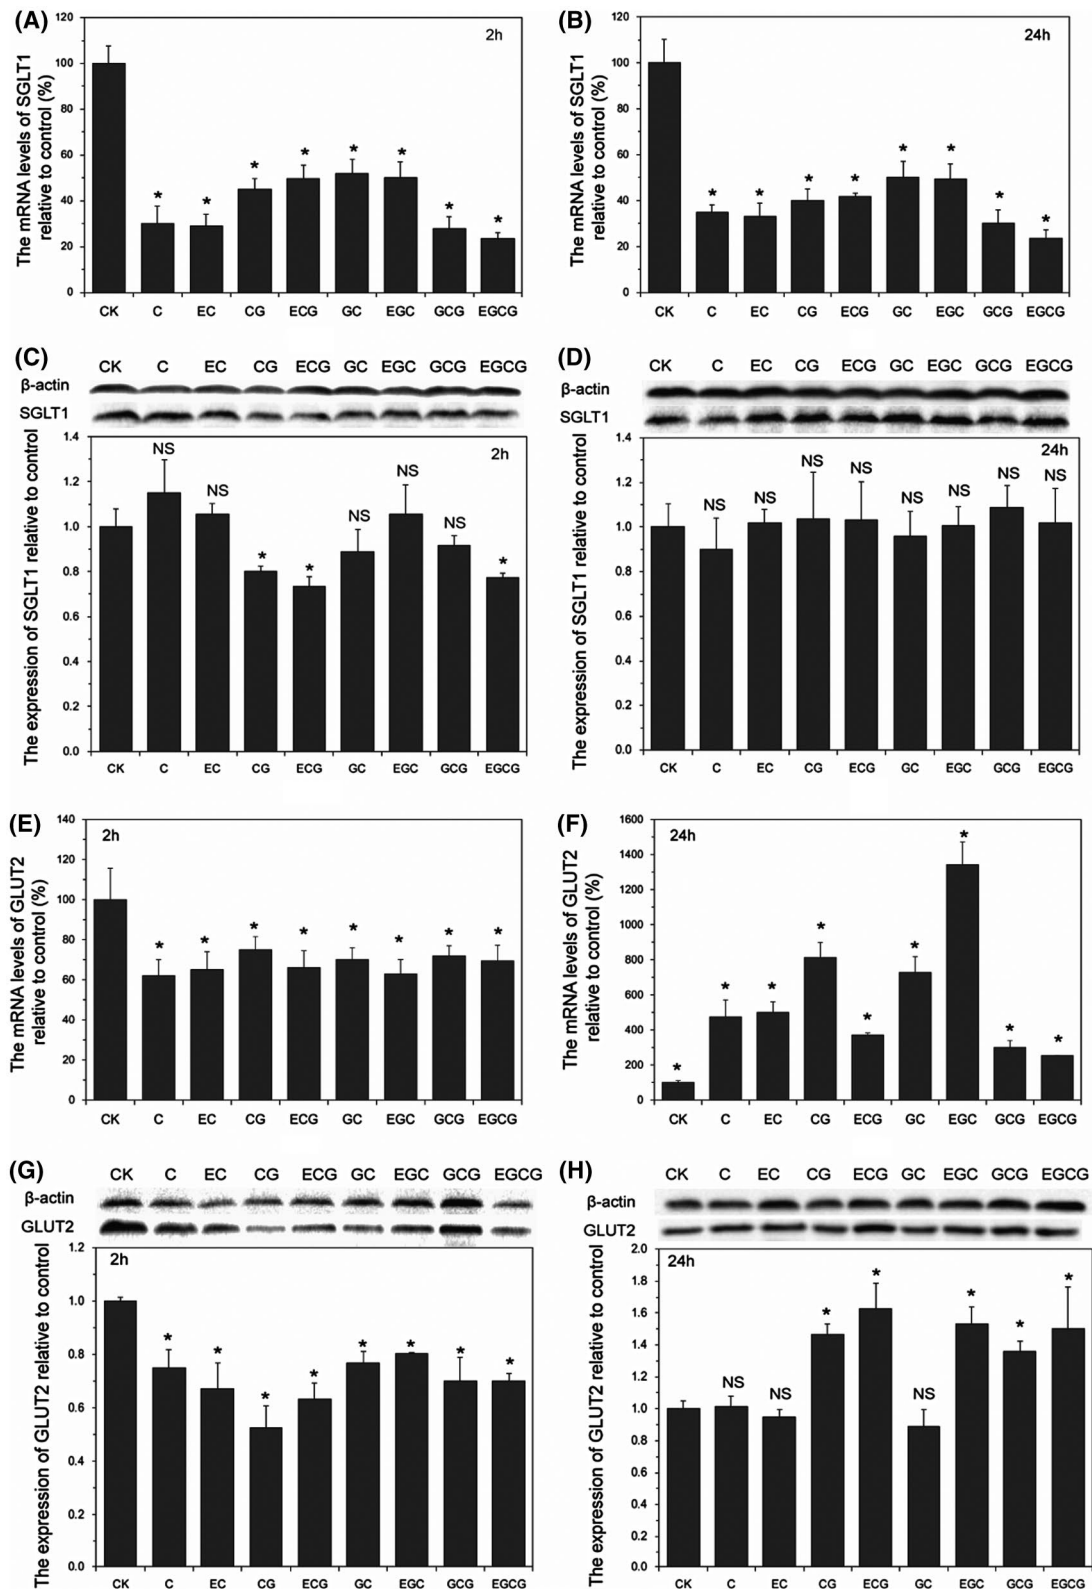 (A)
The mRNA levels of SGLT1
relative to control (%)
120
100
80
60
40
20
0
2h
* * * * * * * *
CK C EC CG ECG GC EGC GCG EGCG
(B)
The mRNA levels of SGLT1
relative to control (%)
120
100
80
60
40
20
0
24h
* * * * * * * *
CK C EC CG ECG GC EGC GCG EGCG
(C)
CK C EC CG ECG GC EGC GCG EGCG
β-actin
SGLT1
The expression of SGLT1 relative to control
1.4
1.2
1.0
0.8
0.6
0.4
0.2
0.0
2h
NS NS * * NS NS NS *
CK C EC CG ECG GC EGC GCG EGCG
(D)
CK C EC CG ECG GC EGC GCG EGCG
β-actin
SGLT1
The expression of SGLT1 relative to control
1.4
1.2
1.0
0.8
0.6
0.4
0.2
0.0
24h
NS NS NS NS NS NS NS NS
CK C EC CG ECG GC EGC GCG EGCG
(E)
The mRNA levels of GLUT2
relative to control (%)
140
120
100
80
60
40
20
0
2h
* * * * * * * *
CK C EC CG ECG GC EGC GCG EGCG
(F)
The mRNA levels of GLUT2
relative to control (%)
1600
1400
1200
1000
800
600
400
200
0
24h
* * * * * * * * *
CK C EC CG ECG GC EGC GCG EGCG
(G)
CK C EC CG ECG GC EGC GCG EGCG
β-actin
GLUT2
The expression of GLUT2 relative to control
1.2
1.0
0.8
0.6
0.4
0.2
0.0
2h
* * * * * * * *
CK C EC CG ECG GC EGC GCG EGCG
(H)
CK C EC CG ECG GC EGC GCG EGCG
β-actin
GLUT2
The expression of GLUT2 relative to control
2.0
1.8
1.6
1.4
1.2
1.0
0.8
0.6
0.4
0.2
0.0
24h
NS NS * * NS * * *
CK C EC CG ECG GC EGC GCG EGCG